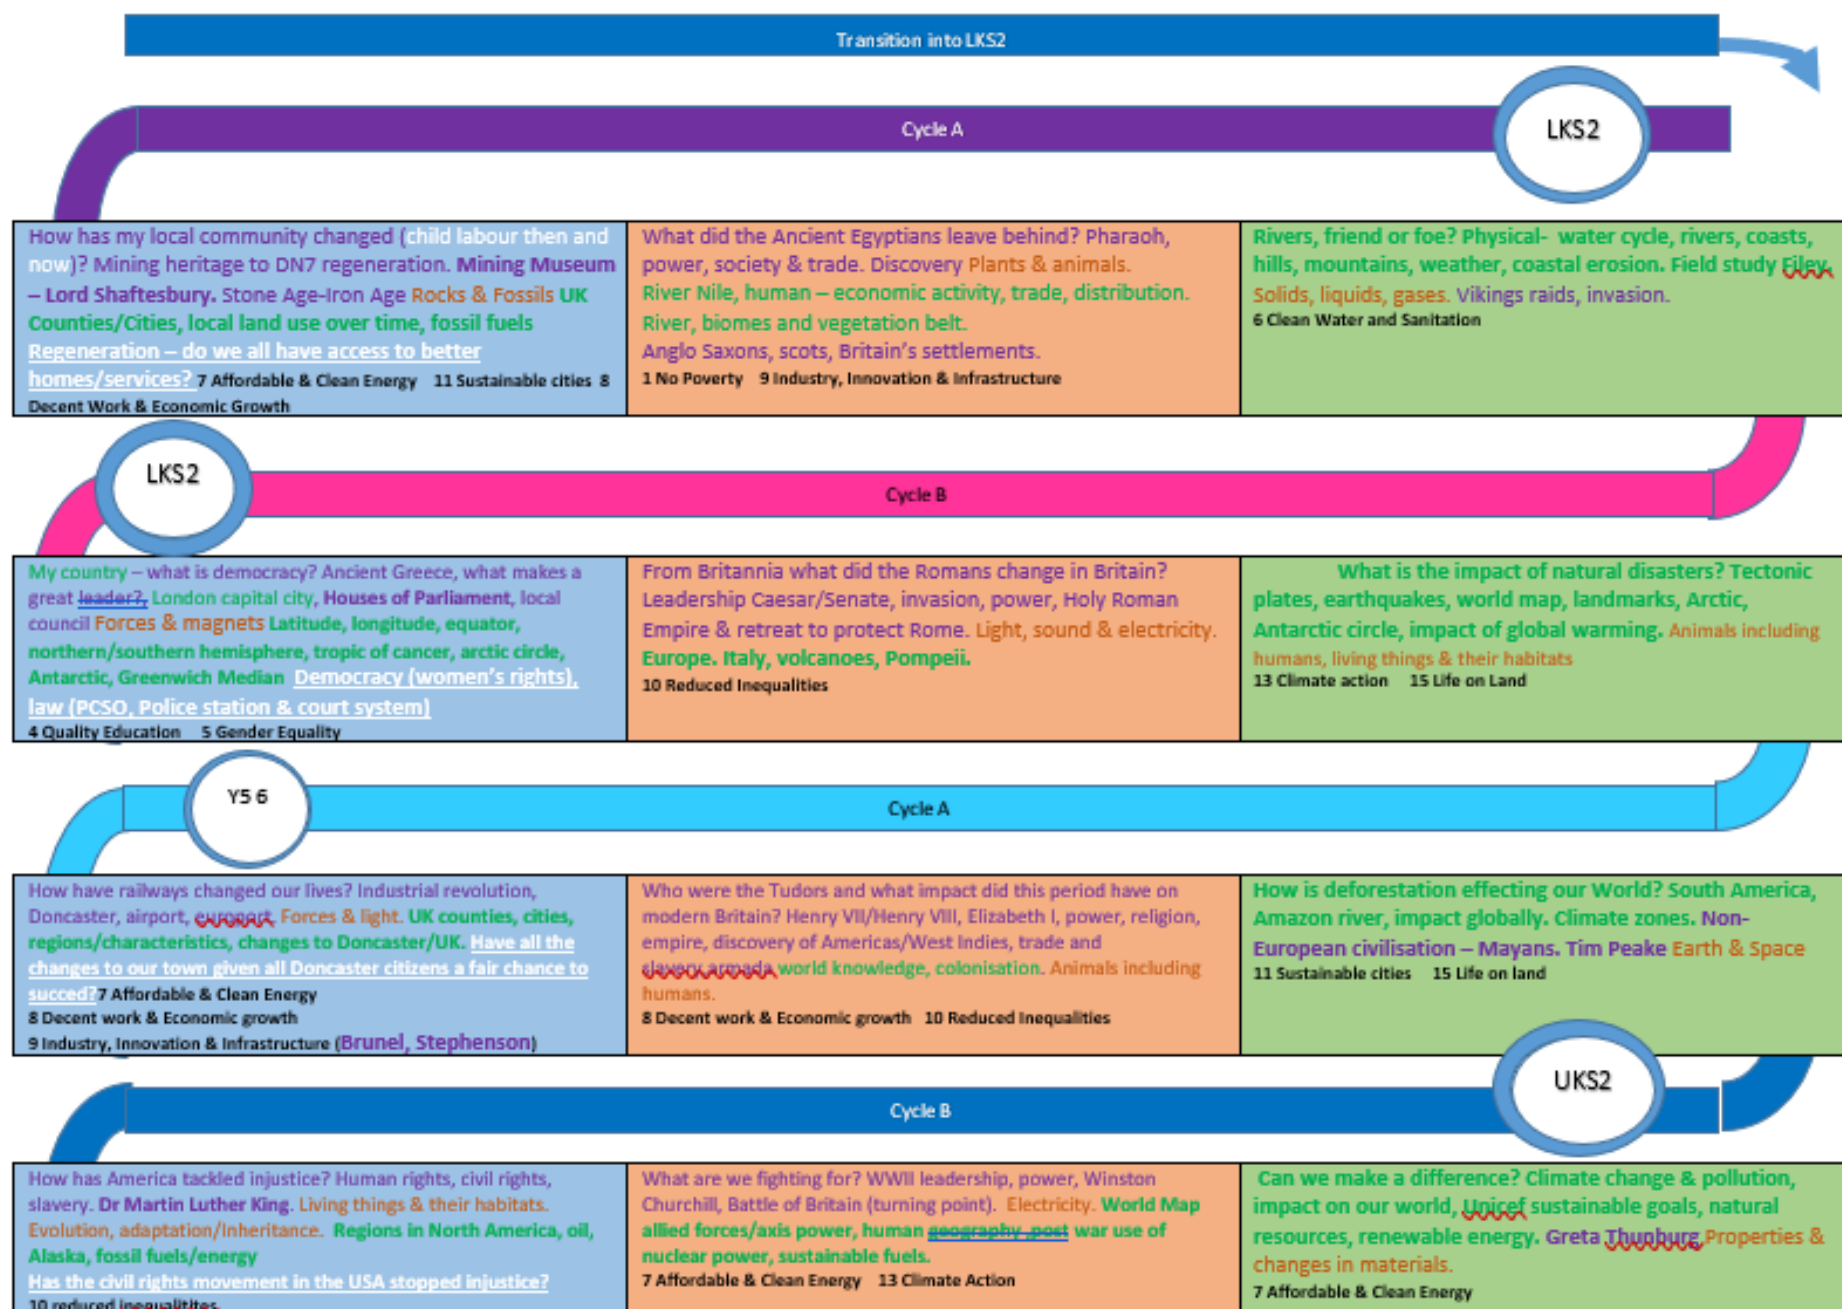 Transition into LKS2
Cycle A
LKS2
How has my local community changed (child labour then and
now)? Mining heritage to DN7 regeneration. Mining Museum
– Lord Shaftesbury. Stone Age-Iron Age Rocks & Fossils UK
Counties/Cities, local land use over time, fossil fuels
Regeneration – do we all have access to better
homes/services? 7 Affordable & Clean Energy 11 Sustainable cities 8
Decent Work & Economic Growth
What did the Ancient Egyptians leave behind? Pharaoh,
power, society & trade. Discovery Plants & animals.
River Nile, human – economic activity, trade, distribution.
River, biomes and vegetation belt.
Anglo Saxons, scots, Britain's settlements.
1 No Poverty 9 Industry, Innovation & Infrastructure
Rivers, friend or foe? Physical- water cycle, rivers, coasts,
hills, mountains, weather, coastal erosion. Field study Filey.
Solids, liquids, gases. Vikings raids, invasion.
6 Clean Water and Sanitation
LKS2
Cycle B
My country – what is democracy? Ancient Greece, what makes a
great leader?, London capital city, Houses of Parliament, local
council Forces & magnets Latitude, longitude, equator,
northern/southern hemisphere, tropic of cancer, arctic circle,
Antarctic, Greenwich Median Democracy (women's rights),
law (PCSO, Police station & court system)
4 Quality Education 5 Gender Equality
From Britannia what did the Romans change in Britain?
Leadership Caesar/Senate, invasion, power, Holy Roman
Empire & retreat to protect Rome. Light, sound & electricity.
Europe. Italy, volcanoes, Pompeii.
10 Reduced Inequalities
What is the impact of natural disasters? Tectonic
plates, earthquakes, world map, landmarks, Arctic,
Antarctic circle, impact of global warming. Animals including
humans, living things & their habitats
13 Climate action 15 Life on Land
Y5 6
Cycle A
How have railways changed our lives? Industrial revolution,
Doncaster, airport, europort. Forces & light. UK counties, cities,
regions/characteristics, changes to Doncaster/UK. Have all the
changes to our town given all Doncaster citizens a fair chance to
succed?7 Affordable & Clean Energy
8 Decent work & Economic growth
9 Industry, Innovation & Infrastructure (Brunel, Stephenson)
Who were the Tudors and what impact did this period have on
modern Britain? Henry VII/Henry VIII, Elizabeth I, power, religion,
empire, discovery of Americas/West Indies, trade and
slavery,armada, world knowledge, colonisation. Animals including
humans.
8 Decent work & Economic growth 10 Reduced Inequalities
How is deforestation effecting our World? South America,
Amazon river, impact globally. Climate zones. Non-
European civilisation – Mayans. Tim Peake Earth & Space
11 Sustainable cities 15 Life on land
Cycle B
UKS2
How has America tackled injustice? Human rights, civil rights,
slavery. Dr Martin Luther King. Living things & their habitats.
Evolution, adaptation/Inheritance. Regions in North America, oil,
Alaska, fossil fuels/energy
Has the civil rights movement in the USA stopped injustice?
10 reduced inequalitites
What are we fighting for? WWII leadership, power, Winston
Churchill, Battle of Britain (turning point). Electricity. World Map
allied forces/axis power, human geography ,post war use of
nuclear power, sustainable fuels.
7 Affordable & Clean Energy 13 Climate Action
Can we make a difference? Climate change & pollution,
impact on our world, Unicef sustainable goals, natural
resources, renewable energy. Greta Thunburg.Properties &
changes in materials.
7 Affordable & Clean Energy